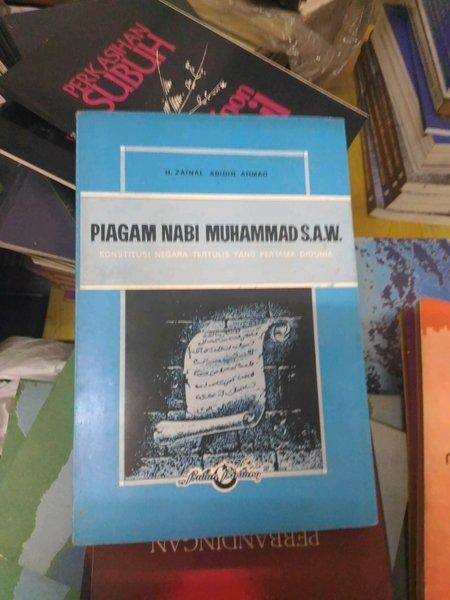 PERKASIHAN
SUBUH
H. ZAINAL ABIDIN AHMAD
PIAGAM NABI MUHAMMAD S.A.W.
KONSTITUSI NEGARA TERTULIS YANG PERTAMA DIDUNIA
PERBANDINGAN